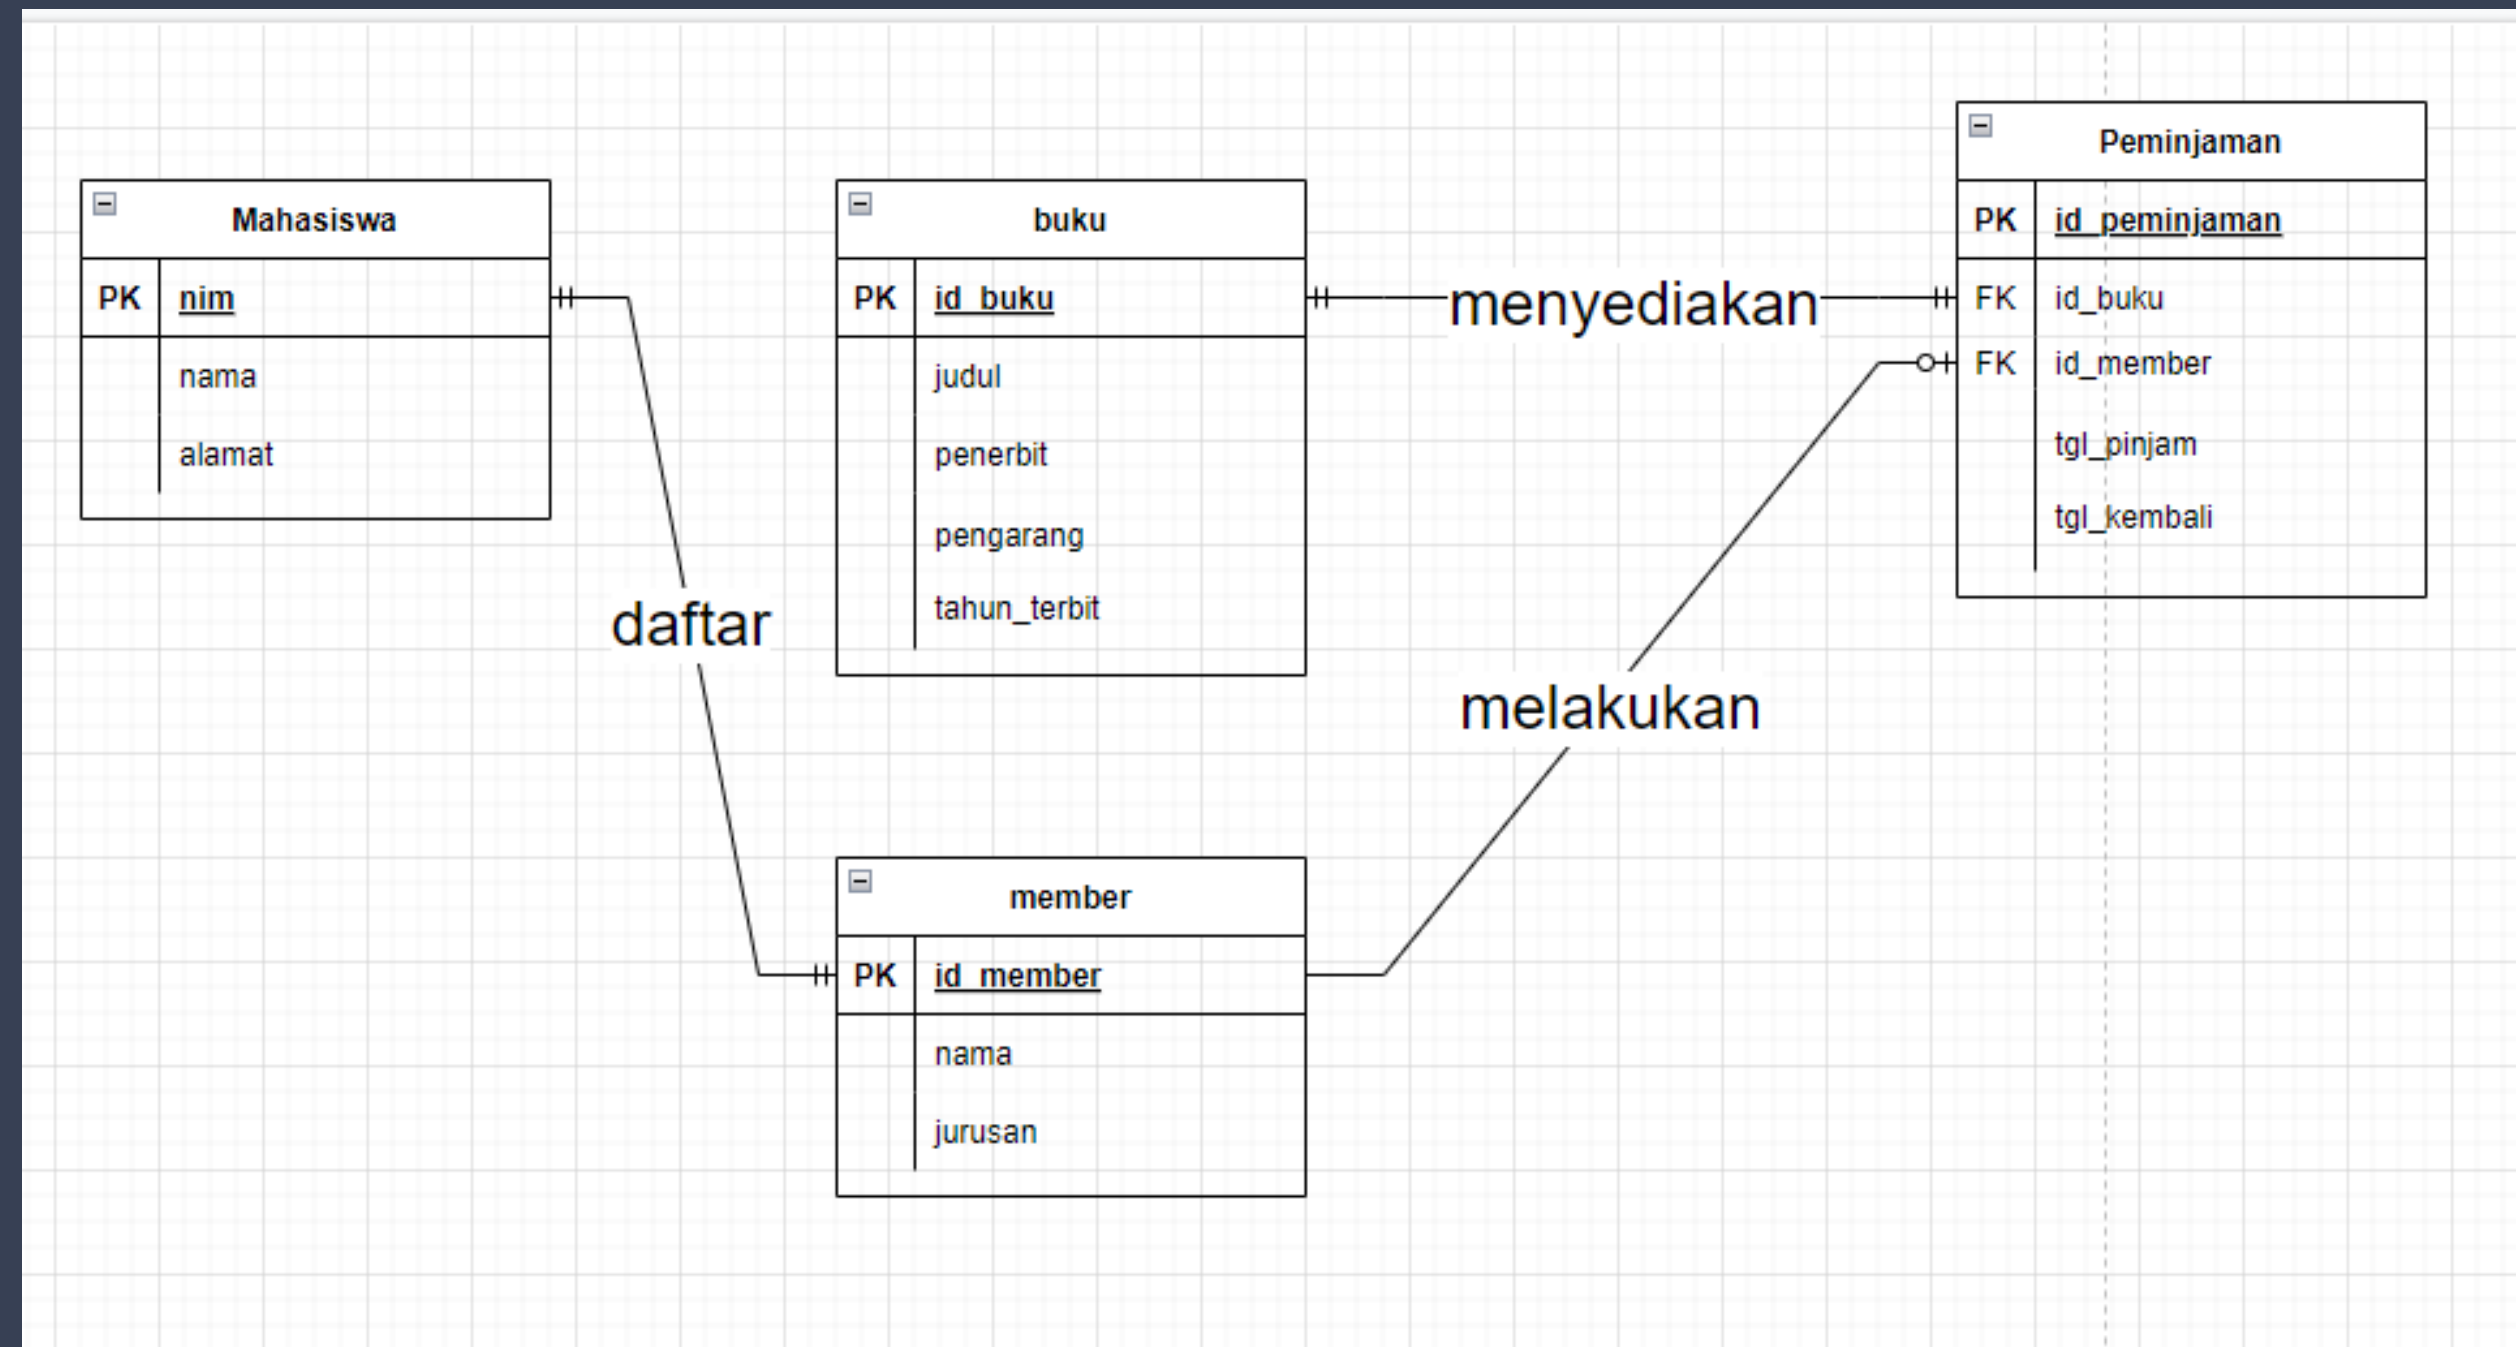 Mahasiswa
PK nim
nama
alamat
daftar
buku
PK id_buku
judul
penerbit
pengarang
tahun_terbit
menyediakan
Peminjaman
PK id_peminjaman
FK id_buku
FK id_member
tgl_pinjam
tgl_kembali
melakukan
member
PK id_member
nama
jurusan